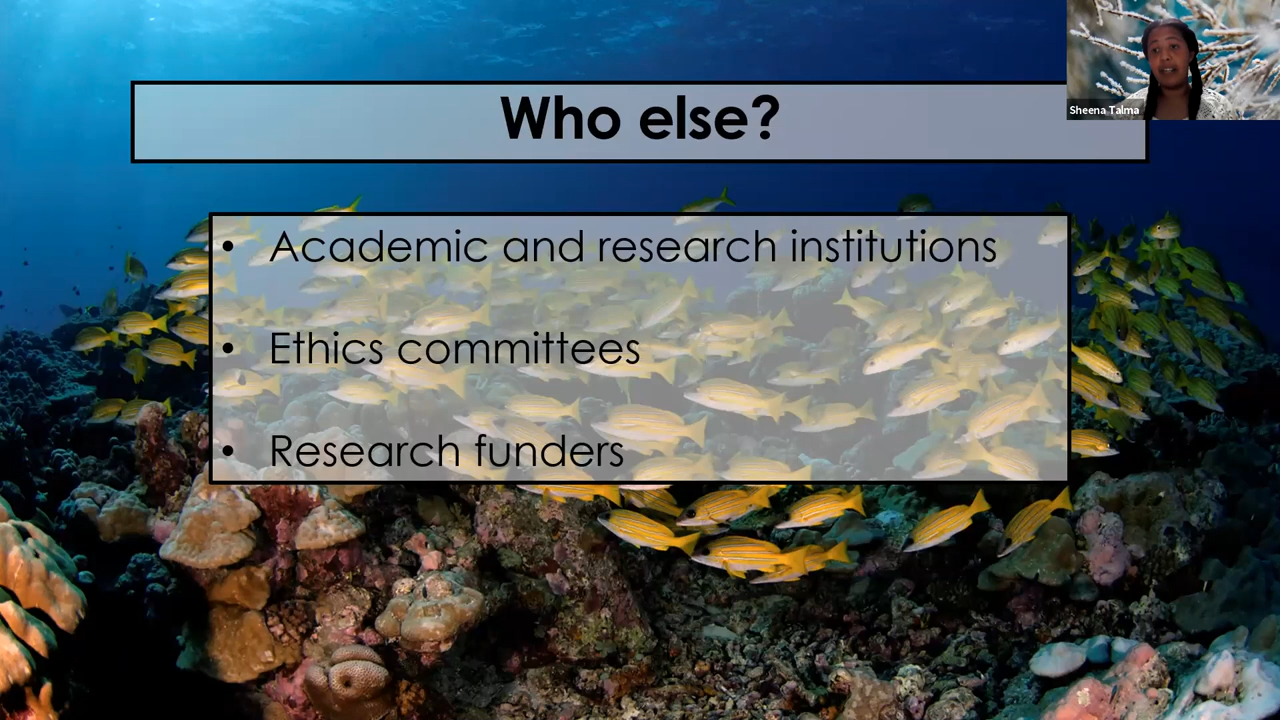 Who else?
Sheena Talma
• Academic and research institutions
• Ethics committees
• Research funders